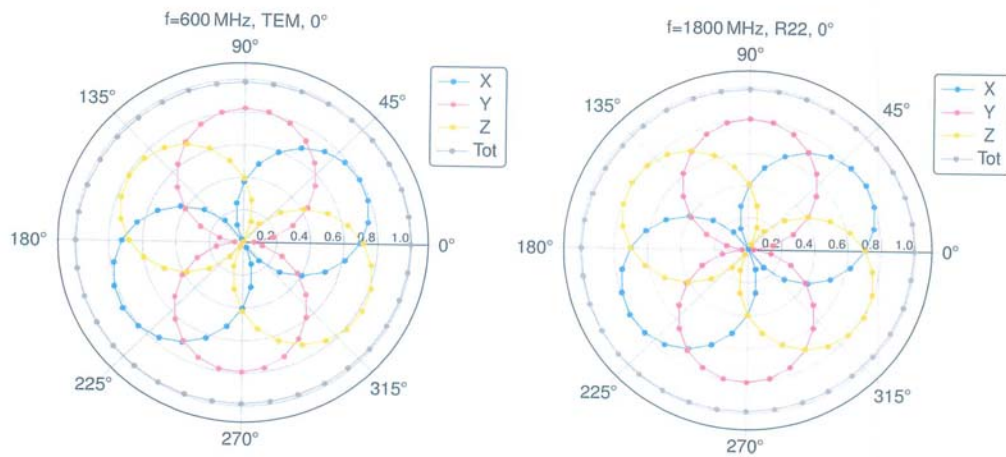 f=600 MHz, TEM, 0°
90°
135°
45°
X
Y
Z
Tot
180°
0.2 0.4 0.6 0.8 1.0
0°
225°
315°
270°
f=1800 MHz, R22, 0°
90°
135°
45°
X
Y
Z
Tot
180°
0.2 0.4 0.6 0.8 1.0
0°
225°
315°
270°